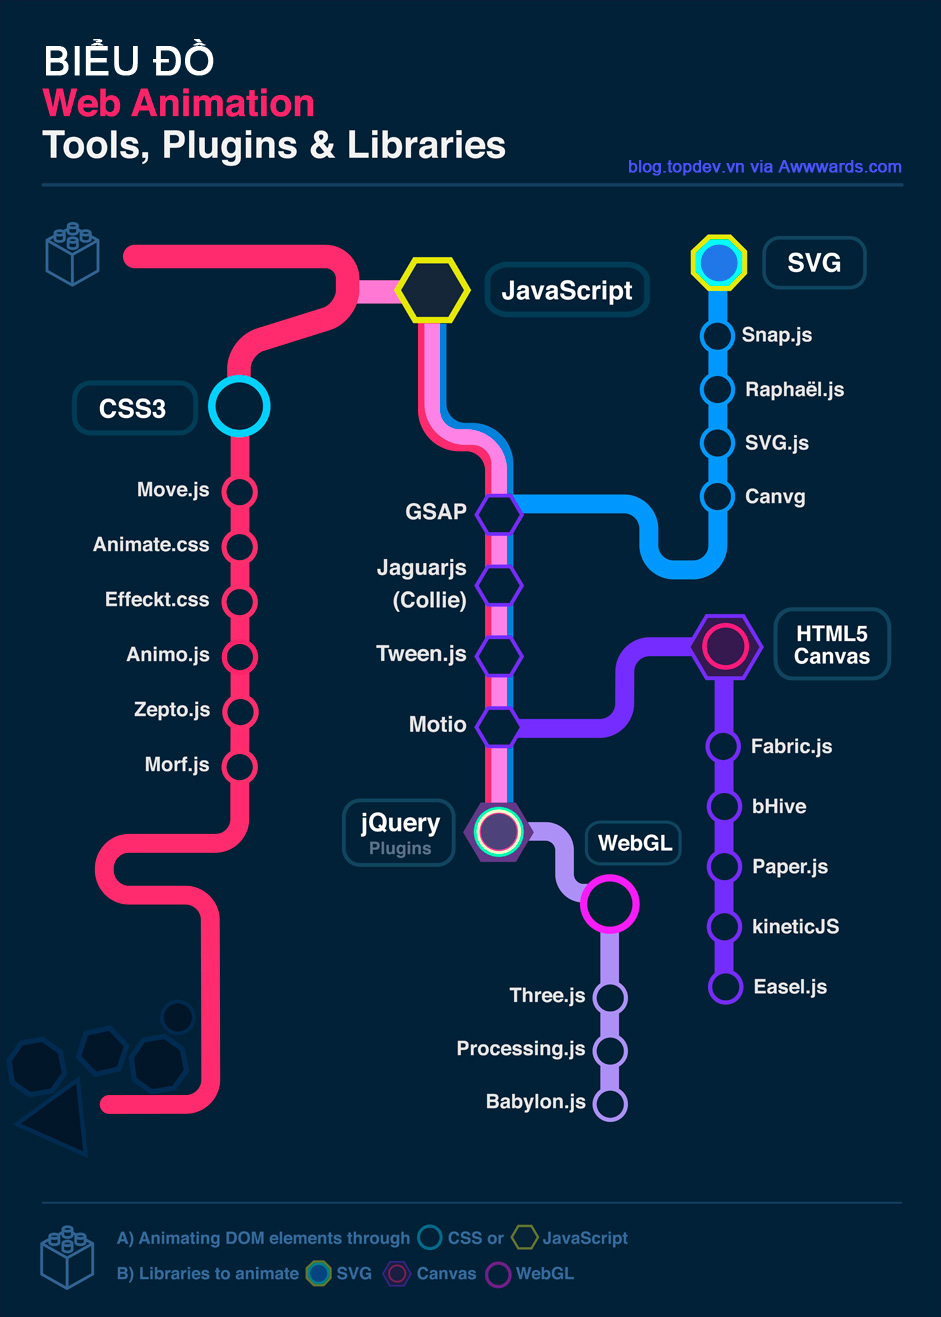 BIỂU ĐỒ
Web Animation
Tools, Plugins & Libraries
blog.topdev.vn via Awwwards.com
JavaScript
SVG
Snap.js
Raphaël.js
SVG.js
Canvg
CSS3
Move.js
Animate.css
Effeckt.css
Animo.js
Zepto.js
Morf.js
GSAP
Jaguarjs
(Collie)
Tween.js
Motio
jQuery
Plugins
HTML5
Canvas
Fabric.js
bHive
Paper.js
kineticJS
Easel.js
WebGL
Three.js
Processing.js
Babylon.js
A) Animating DOM elements through CSS or JavaScript
B) Libraries to animate SVG Canvas WebGL